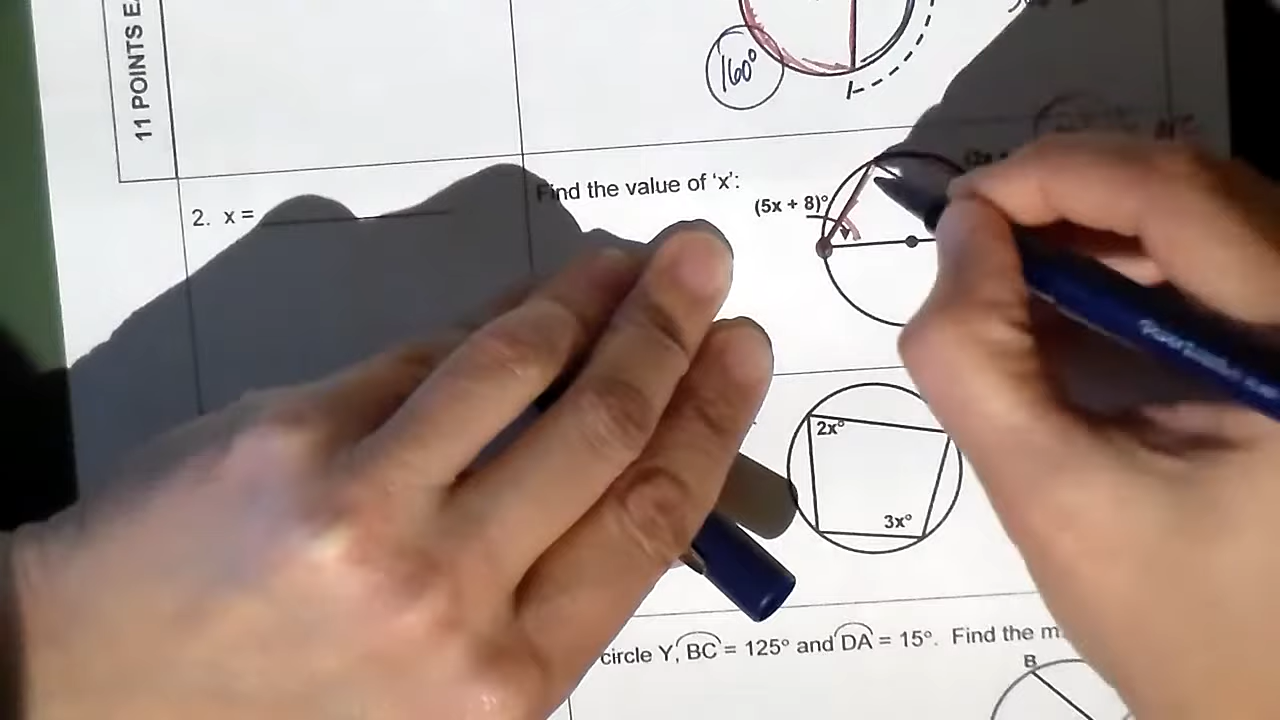 11 POINTS E
160°
2. x =
Find the value of 'x':
(5x + 8)°
2x°
3x°
circle Y, BC = 125° and DA = 15°. Find the m
B